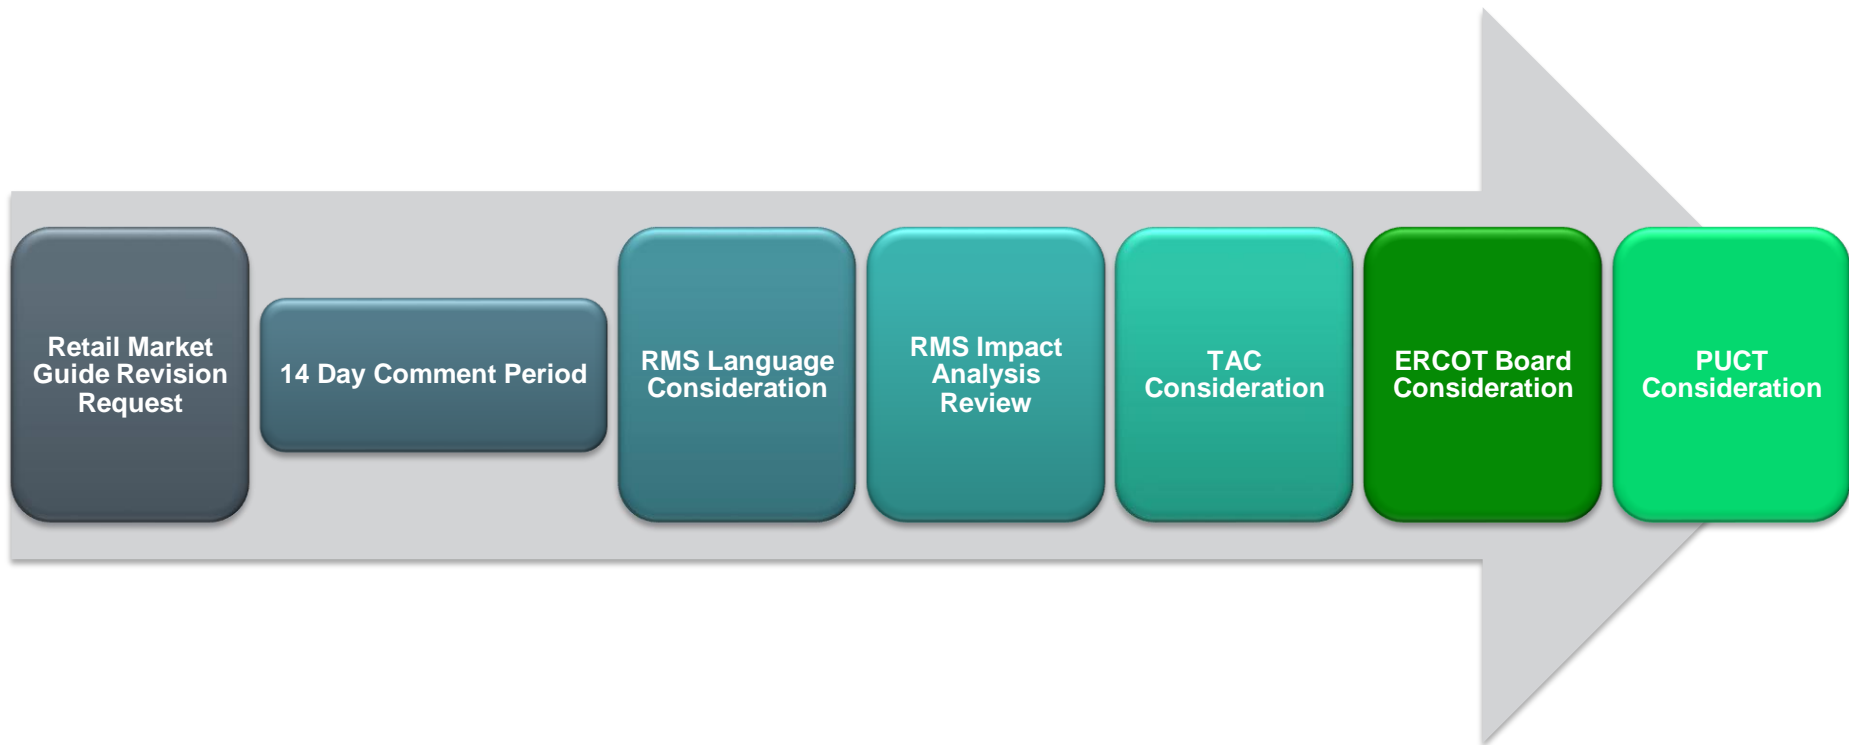 Retail Market
Guide Revision
Request
14 Day Comment Period
RMS Language
Consideration
RMS Impact
Analysis
Review
TAC
Consideration
ERCOT Board
Consideration
PUCT
Consideration